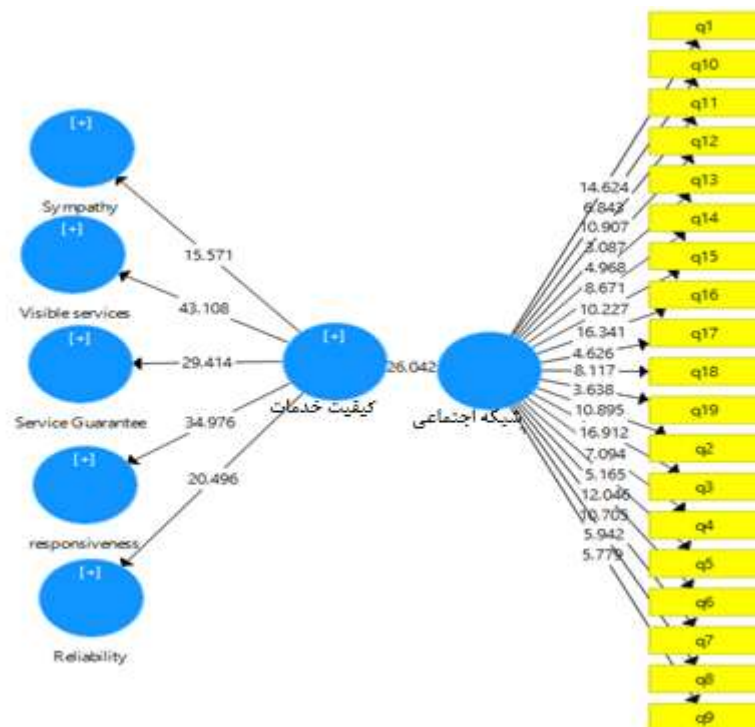 [+]
Sympathy
[+]
Visible services
[+]
Service Guarantee
[+]
responsiveness
[+]
Reliability
15.571
43.108
29.414
34.976
20.496
[+]
کیفیت خدمات
26.042
شبکه اجتماعی
14.624
6.843
10.907
3.087
4.968
8.671
10.227
16.341
4.626
8.117
3.638
10.895
16.912
7.094
5.165
12.046
10.705
5.942
5.779
q1
q10
q11
q12
q13
q14
q15
q16
q17
q18
q19
q2
q3
q4
q5
q6
q7
q8
q9